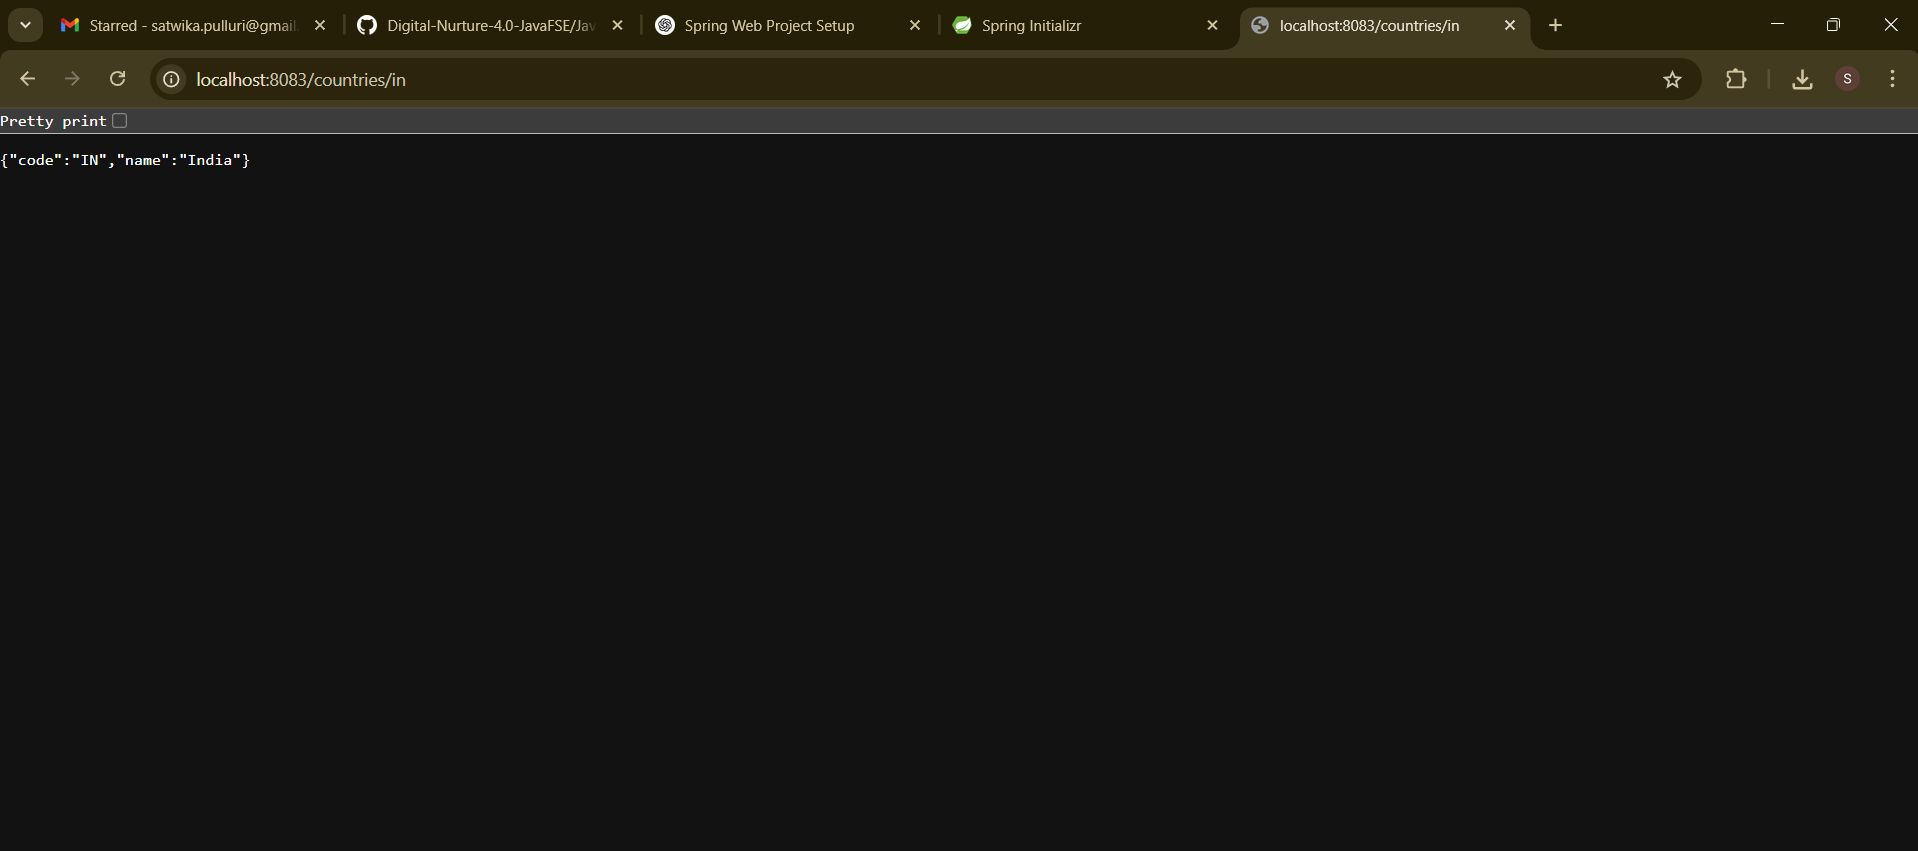 Starred - satwika.pulluri@gmail.
Digital-Nurture-4.0-JavaFSE/Jav
Spring Web Project Setup
Spring Initializr
localhost:8083/countries/in
localhost:8083/countries/in
S
Pretty print
{"code":"IN","name":"India"}